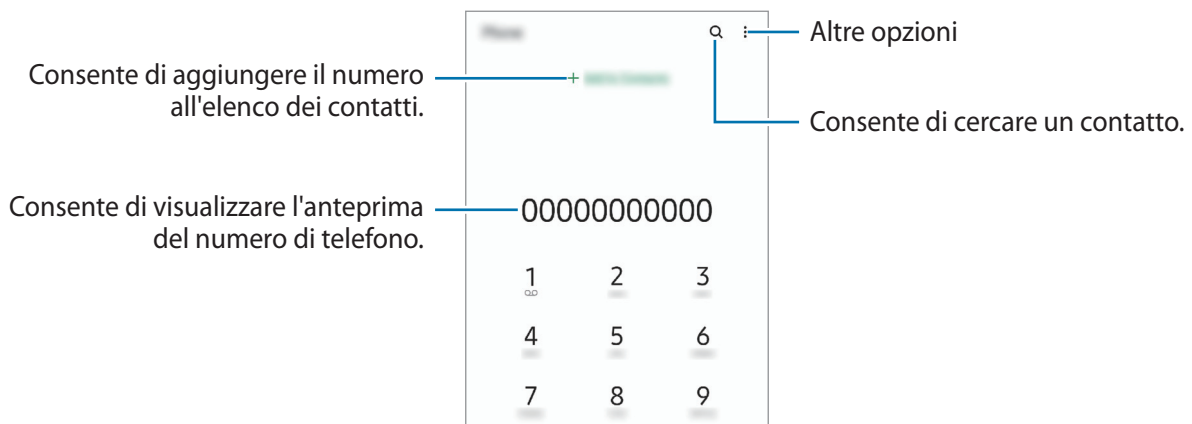 Altre opzioni
Consente di aggiungere il numero
all'elenco dei contatti.
Consente di cercare un contatto.
Consente di visualizzare l'anteprima
del numero di telefono.
00000000000
1 2 3
4 5 6
7 8 9